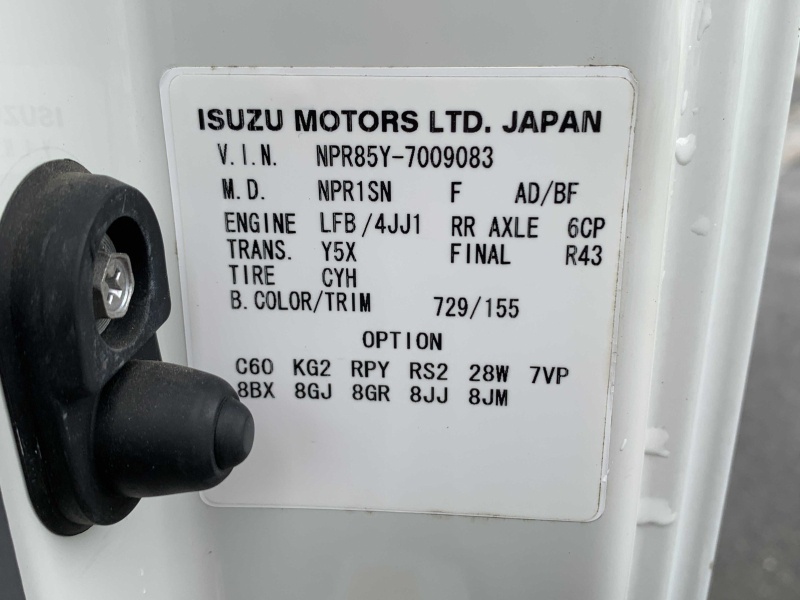 ISUZU MOTORS LTD. JAPAN
V.I.N. NPR85Y-7009083
M.D. NPR1SN F AD/BF
ENGINE LFB/4JJ1 RR AXLE 6CP
TRANS. Y5X FINAL R43
TIRE CYH
B.COLOR/TRIM 729/155
OPTION
C60 KG2 RPY RS2 28W 7VP
8BX 8GJ 8GR 8JJ 8JM